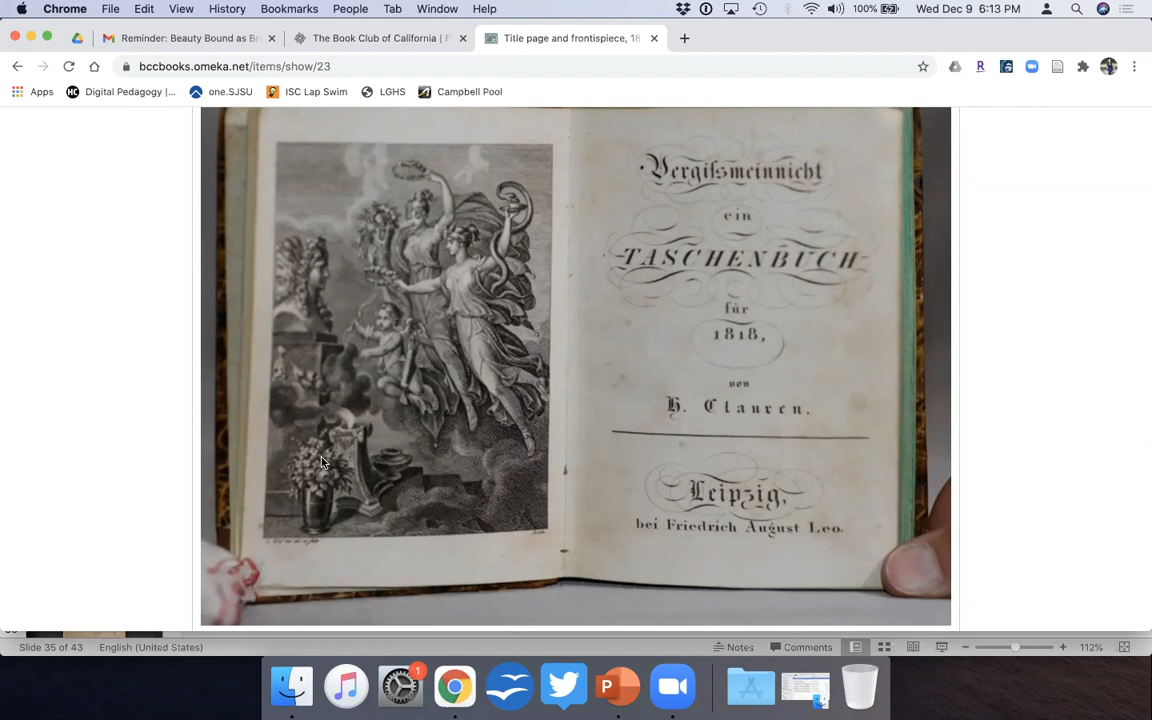 Chrome File Edit View History Bookmarks People Tab Window Help 100% Wed Dec 9 6:13 PM
Reminder: Beauty Bound as Br × The Book Club of California | F × Title page and frontispiece, 18 × +
bccbooks.omeka.net/items/show/23
Apps HC Digital Pedagogy |... one.SJSU ISC Lap Swim LGHS Campbell Pool
Vergissmeinnicht
ein
TASCHENBUCH
für
1818,
von
H. Clauren.
Leipzig,
bei Friedrich August Leo.
Slide 35 of 43 English (United States) Notes Comments 112%
1
P